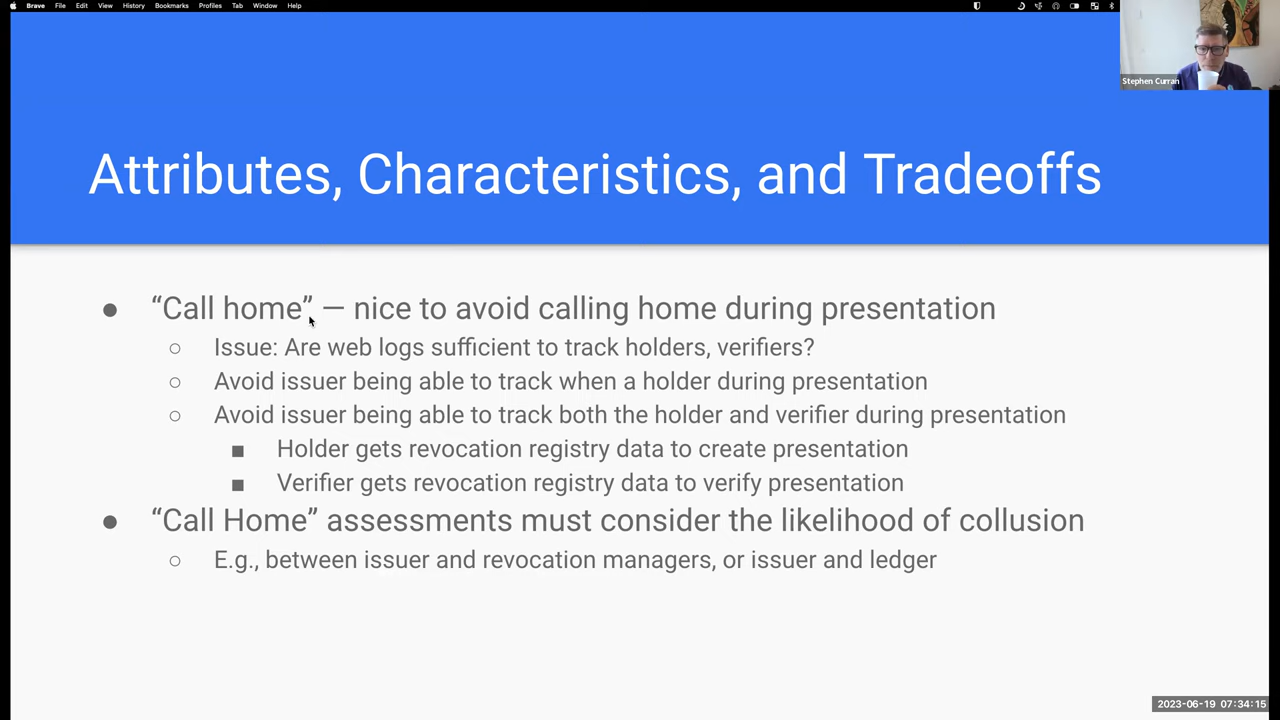 Brave File Edit View History Bookmarks Profiles Tab Window Help
Stephen Curran
Attributes, Characteristics, and Tradeoffs
● “Call home” — nice to avoid calling home during presentation
○ Issue: Are web logs sufficient to track holders, verifiers?
○ Avoid issuer being able to track when a holder during presentation
○ Avoid issuer being able to track both the holder and verifier during presentation
■ Holder gets revocation registry data to create presentation
■ Verifier gets revocation registry data to verify presentation
● “Call Home” assessments must consider the likelihood of collusion
○ E.g., between issuer and revocation managers, or issuer and ledger
2023-06-19 07:34:15